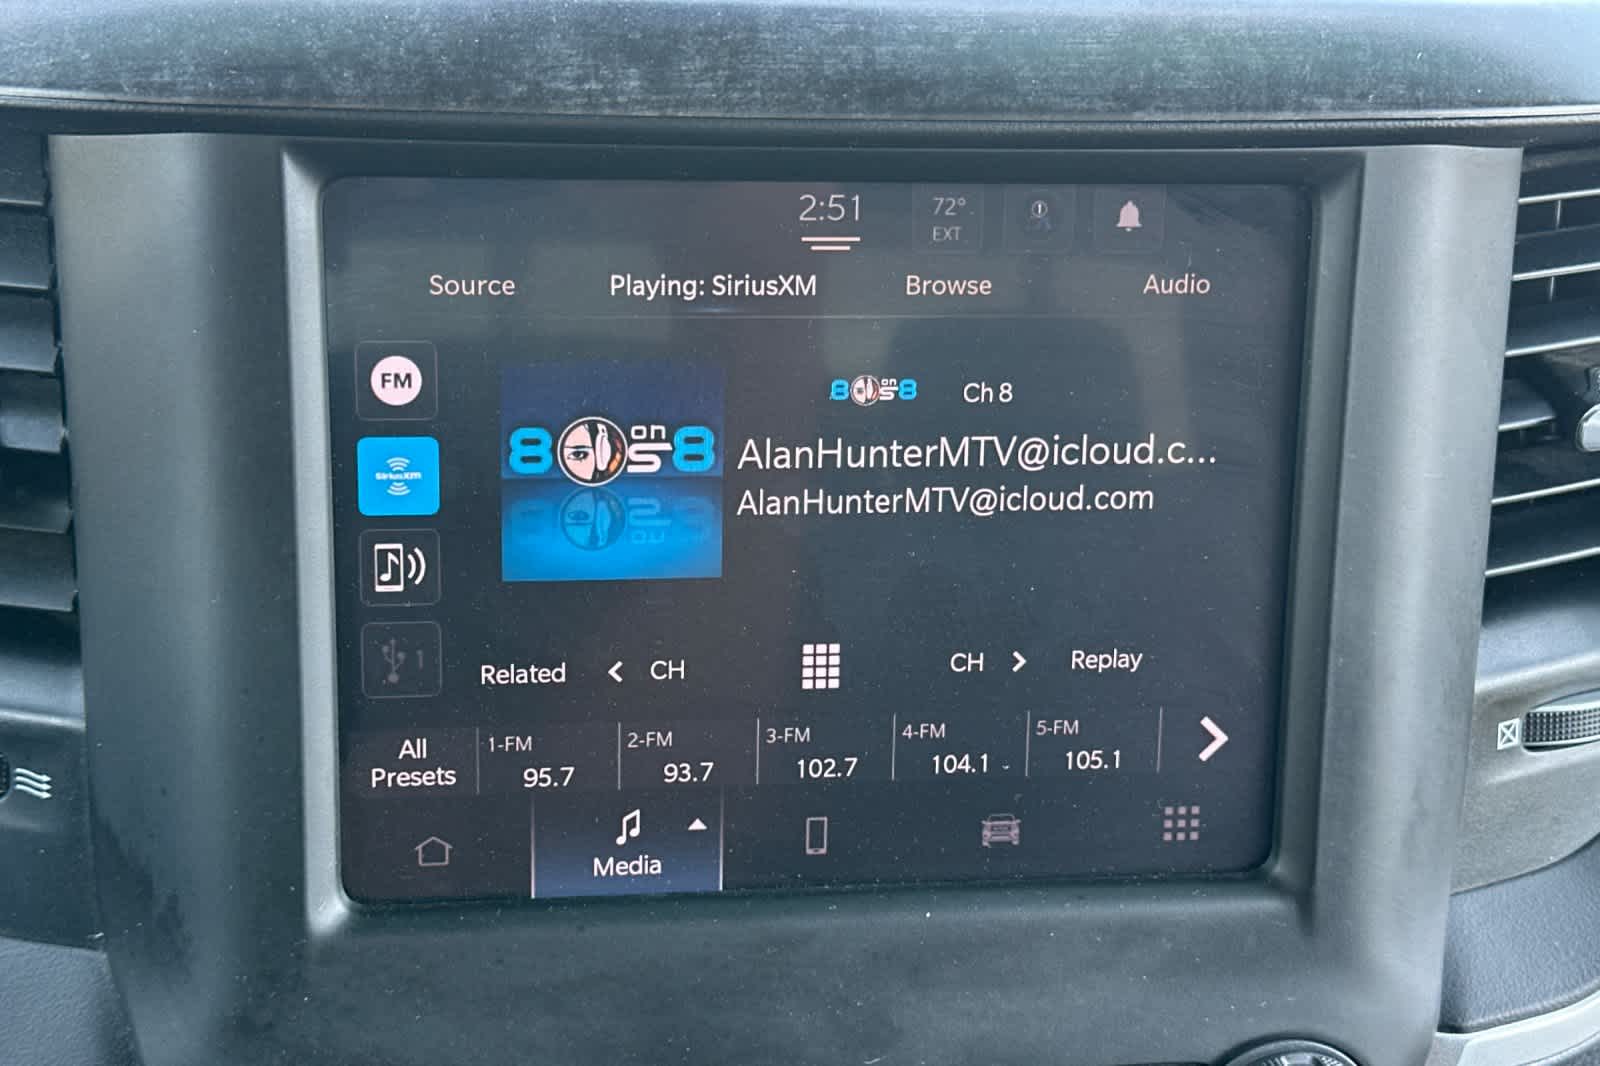 2:51
72°
EXT
Source
Playing: SiriusXM
Browse
Audio
FM
SiriusXM
1
80s on 8
80s on 8
Ch 8
AlanHunterMTV@icloud.c...
AlanHunterMTV@icloud.com
Related
< CH
CH >
Replay
All
Presets
1-FM
95.7
2-FM
93.7
3-FM
102.7
4-FM
104.1
5-FM
105.1
Media